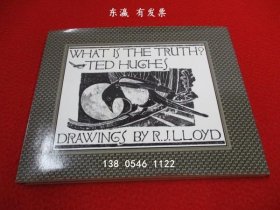 东瀛 有发票
WHAT IS THE TRUTH?
TED HUGHES
DRAWINGS BY R.J.LLOYD
138 0546 1122